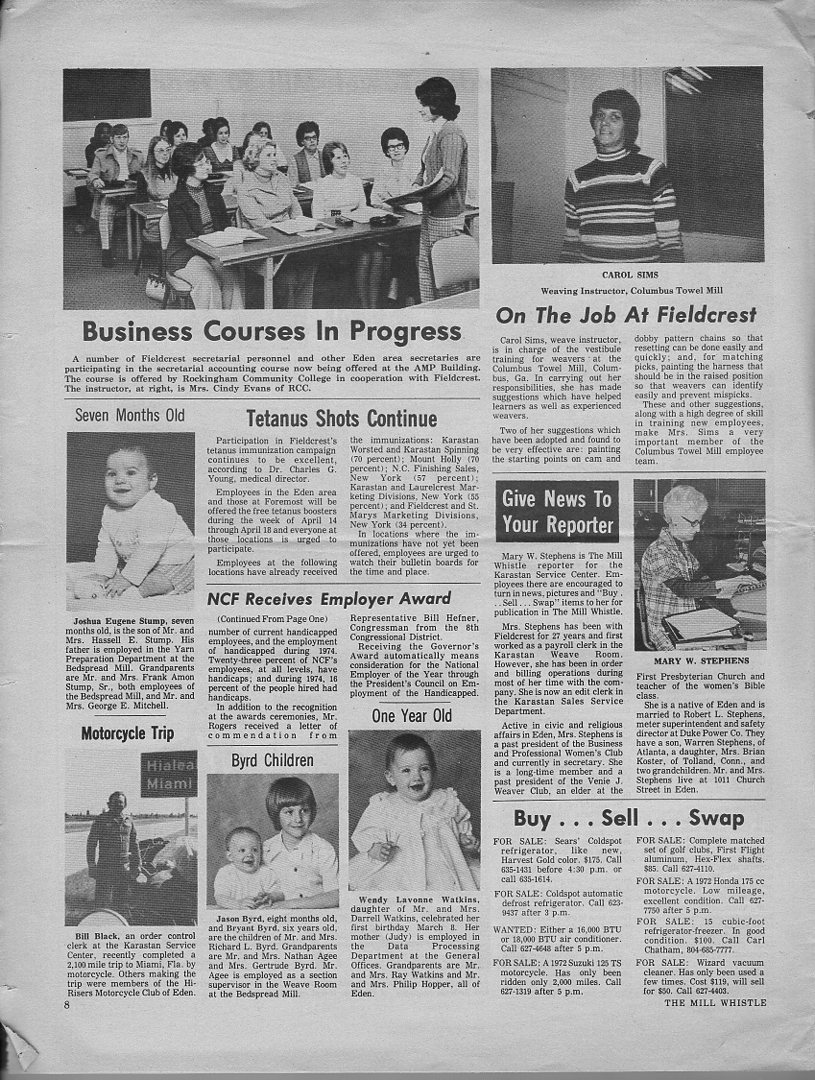 CAROL SIMS
Weaving Instructor, Columbus Towel Mill
Business Courses In Progress
A number of Fieldcrest secretarial personnel and other Eden area secretaries are
participating in the secretarial accounting course now being offered at the AMP Building.
The course is offered by Rockingham Community College in cooperation with Fieldcrest.
The instructor, at right, is Mrs. Cindy Evans of RCC.
On The Job At Fieldcrest
Carol Sims, weave instructor,
is in charge of the vestibule
training for weavers at the
Columbus Towel Mill, Colum-
bus, Ga. In carrying out her
responsibilities, she has made
suggestions which have helped
learners as well as experienced
weavers.
Two of her suggestions which
have been adopted and found to
be very effective are: painting
the starting points on cam and
dobby pattern chains so that
resetting can be done easily and
quickly; and, for matching
picks, painting the harness that
should be in the raised position
so that weavers can identify
easily and prevent mispicks.
These and other suggestions,
along with a high degree of skill
in training new employees,
make Mrs. Sims a very
important member of the
Columbus Towel Mill employee
team.
Seven Months Old
Joshua Eugene Stump, seven
months old, is the son of Mr. and
Mrs. Hassell E. Stump. His
father is employed in the Yarn
Preparation Department at the
Bedspread Mill. Grandparents
are Mr. and Mrs. Frank Amon
Stump, Sr., both employees of
the Bedspread Mill, and Mr. and
Mrs. George E. Mitchell.
Tetanus Shots Continue
Participation in Fieldcrest's
tetanus immunization campaign
continues to be excellent,
according to Dr. Charles G.
Young, medical director.
Employees in the Eden area
and those at Foremost will be
offered the free tetanus boosters
during the week of April 14
through April 18 and everyone at
those locations is urged to
participate.
Employees at the following
locations have already received
the immunizations: Karastan
Worsted and Karastan Spinning
(70 percent); Mount Holly (70
percent); N.C. Finishing Sales,
New York (57 percent);
Karastan and Laurelcrest Mar-
keting Divisions, New York (55
percent); and Fieldcrest and St.
Marys Marketing Divisions,
New York (34 percent).
In locations where the im-
munizations have not yet been
offered, employees are urged to
watch their bulletin boards for
the time and place.
NCF Receives Employer Award
(Continued From Page One)
number of current handicapped
employees, and the employment
of handicapped during 1974.
Twenty-three percent of NCF's
employees, at all levels, have
handicaps; and during 1974, 16
percent of the people hired had
handicaps.
In addition to the recognition
at the awards ceremonies, Mr.
Rogers received a letter of
commendation from
Representative Bill Hefner,
Congressman from the 8th
Congressional District.
Receiving the Governor's
Award automatically means
consideration for the National
Employer of the Year through
the President's Council on Em-
ployment of the Handicapped.
Give News To
Your Reporter
Mary W. Stephens is The Mill
Whistle reporter for the
Karastan Service Center. Em-
ployees there are encouraged to
turn in news, pictures and "Buy .
. .Sell . . . Swap" items to her for
publication in The Mill Whistle.
Mrs. Stephens has been with
Fieldcrest for 27 years and first
worked as a payroll clerk in the
Karastan Weave Room.
However, she has been in order
and billing operations during
most of her time with the com-
pany. She is now an edit clerk in
the Karastan Sales Service
Department.
Active in civic and religious
affairs in Eden, Mrs. Stephens is
a past president of the Business
and Professional Women's Club
and currently in secretary. She
is a long-time member and a
past president of the Venie J.
Weaver Club, an elder at the
MARY W. STEPHENS
First Presbyterian Church and
teacher of the women's Bible
class.
She is a native of Eden and is
married to Robert L. Stephens,
meter superintendent and safety
director at Duke Power Co. They
have a son, Warren Stephens, of
Atlanta, a daughter, Mrs. Brian
Koster, of Tolland, Conn., and
two grandchildren. Mr. and Mrs.
Stephens live at 1011 Church
Street in Eden.
Motorcycle Trip
Hialea
Miami
Bill Black, an order control
clerk at the Karastan Service
Center, recently completed a
2,100 mile trip to Miami, Fla. by
motorcycle. Others making the
trip were members of the Hi-
Risers Motorcycle Club of Eden.
Byrd Children
Jason Byrd, eight months old,
and Bryant Byrd, six years old,
are the children of Mr. and Mrs.
Richard L. Byrd. Grandparents
are Mr. and Mrs. Nathan Agee
and Mrs. Gertrude Byrd. Mr.
Agee is employed as a section
supervisor in the Weave Room
at the Bedspread Mill.
One Year Old
Wendy Lavonne Watkins,
daughter of Mr. and Mrs.
Darrell Watkins, celebrated her
first birthday March 8. Her
mother (Judy) is employed in
the Data Processing
Department at the General
Offices. Grandparents are Mr.
and Mrs. Ray Watkins and Mr.
and Mrs. Philip Hopper, all of
Eden.
Buy . . . Sell . . . Swap
FOR SALE: Sears' Coldspot
refrigerator, like new,
Harvest Gold color. $175. Call
635-1431 before 4:30 p.m. or
call 635-1614.
FOR SALE: Coldspot automatic
defrost refrigerator. Call 623-
9437 after 3 p.m.
WANTED: Either a 16,000 BTU
or 18,000 BTU air conditioner.
Call 627-4648 after 5 p.m.
FOR SALE: A 1972 Suzuki 125 TS
motorcycle. Has only been
ridden only 2,000 miles. Call
627-1319 after 5 p.m.
FOR SALE: Complete matched
set of golf clubs, First Flight
aluminum, Hex-Flex shafts.
$85. Call 627-4110.
FOR SALE: A 1972 Honda 175 cc
motorcycle. Low mileage,
excellent condition. Call 627-
7750 after 5 p.m.
FOR SALE: 15 cubic-foot
refrigerator-freezer. In good
condition. $100. Call Carl
Chatham, 804-685-7777.
FOR SALE: Wizard vacuum
cleaner. Has only been used a
few times. Cost $119, will sell
for $50. Call 627-4403.
8
THE MILL WHISTLE